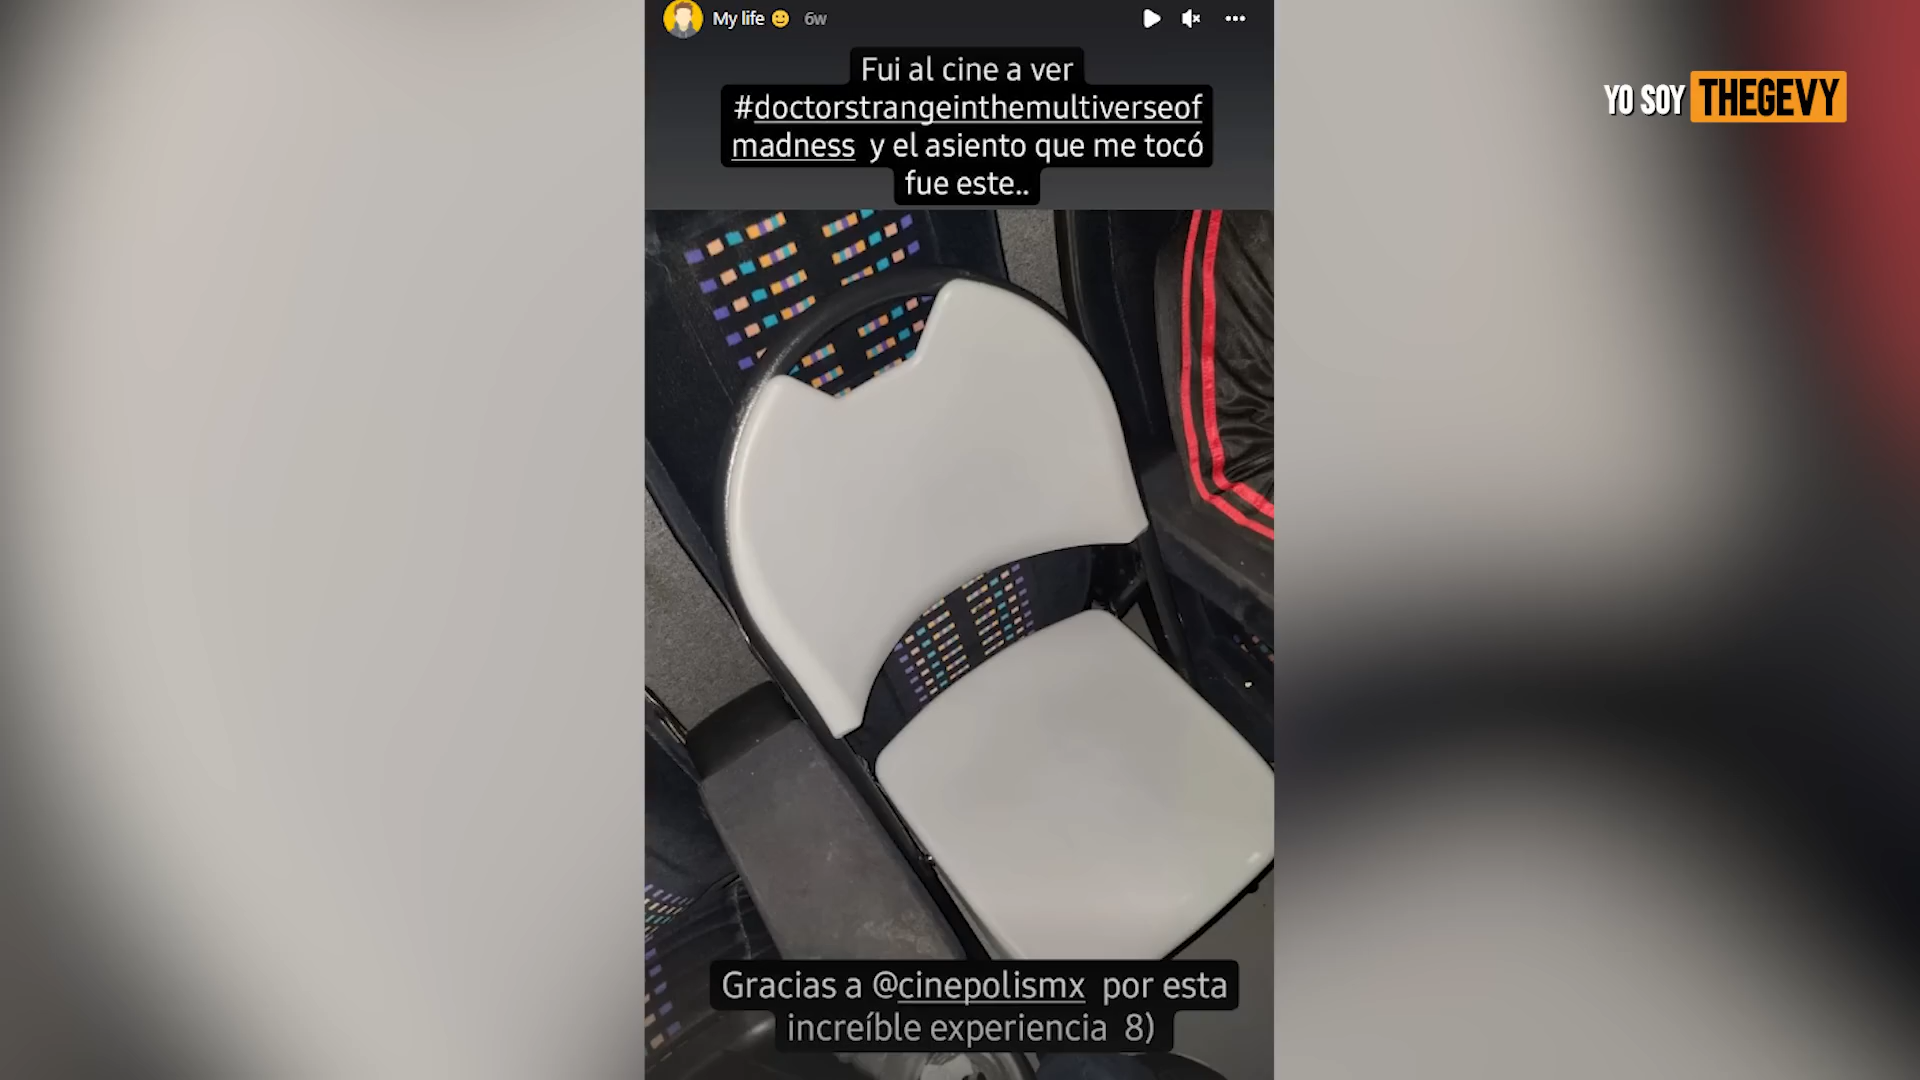 My life 6w
Fui al cine a ver
#doctorstrangeinthemultiverseof
madness y el asiento que me tocó
fue este..
YO SOY THEGEVY
Gracias a @cinepolismx por esta
increíble experiencia 8)